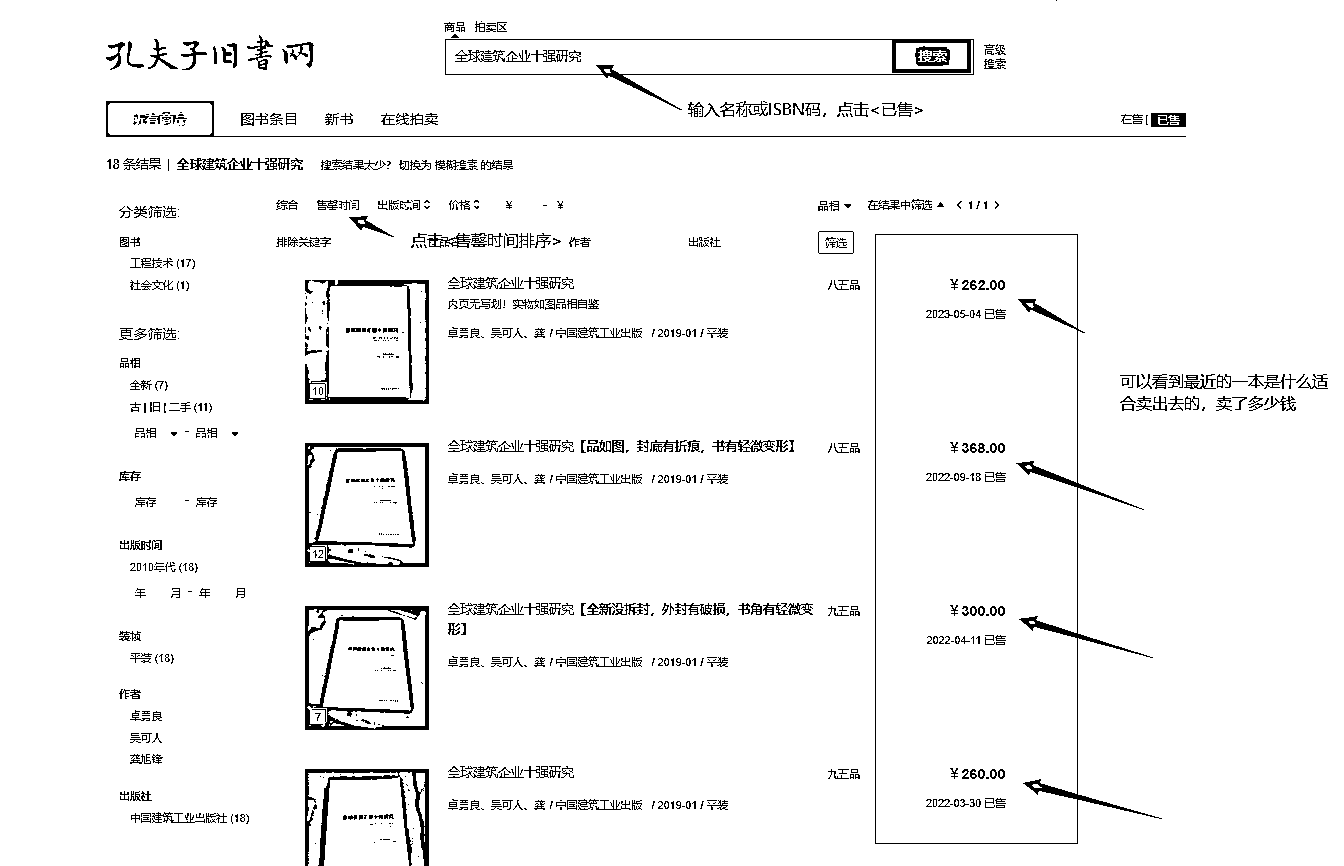 商品 拍卖区
孔夫子旧書网
全球建筑企业十强研究
搜索
高级
搜索
输入名称或ISBN码，点击<已售>
图书条目 新书 在线拍卖
在售 已售
18 条结果 | 全球建筑企业十强研究 搜索结果太少？切换为 模糊搜索 的结果
分类筛选:
综合 售罄时间 出版时间 价格 ¥ - ¥
品相 在结果中筛选 < 1 / 1 >
图书
排除关键字
点击<售罄时间排序>
作者
出版社
筛选
工程技术 (17)
社会文化 (1)
更多筛选:
品相
全新 (7)
古 | 旧 | 二手 (11)
品相 - 品相
库存
库存 - 库存
出版时间
2010年代 (18)
年 月 - 年 月
装帧
平装 (18)
作者
卓勇良
吴可人
龚旭锋
出版社
中国建筑工业出版社 (18)
全球建筑企业十强研究
内页无写划！实物如图品相自鉴
卓勇良、吴可人、龚 / 中国建筑工业出版 / 2019-01 / 平装
10
八五品
¥ 262.00
2023-05-04 已售
可以看到最近的一本是什么适
合卖出去的，卖了多少钱
全球建筑企业十强研究【品如图，封底有折痕，书有轻微变形】
卓勇良、吴可人、龚 / 中国建筑工业出版 / 2019-01 / 平装
12
八五品
¥ 368.00
2022-09-18 已售
全球建筑企业十强研究【全新没拆封，外封有破损，书角有轻微变
形】
卓勇良、吴可人、龚 / 中国建筑工业出版 / 2019-01 / 平装
7
九五品
¥ 300.00
2022-04-11 已售
全球建筑企业十强研究
卓勇良、吴可人、龚 / 中国建筑工业出版 / 2019-01 / 平装
九五品
¥ 260.00
2022-03-30 已售